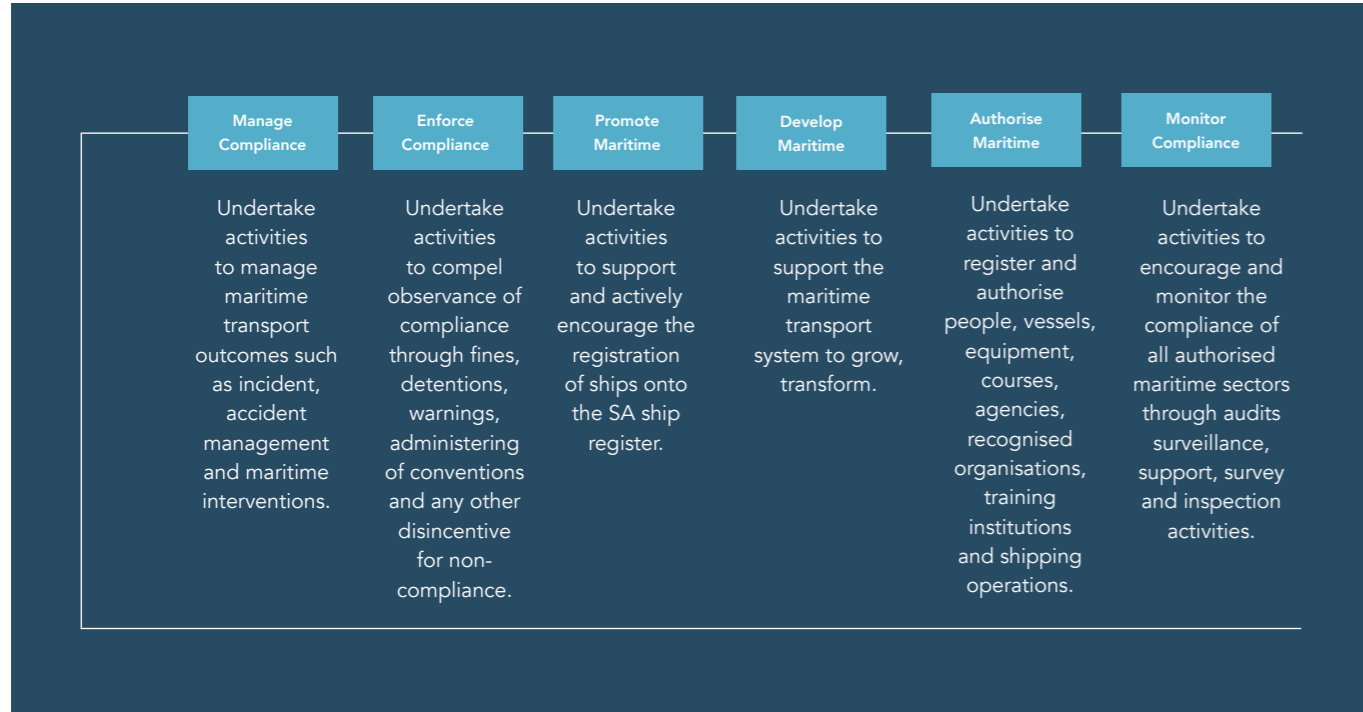 Manage
Compliance
Undertake
activities
to manage
maritime
transport
outcomes such
as incident,
accident
management
and maritime
interventions.
Enforce
Compliance
Undertake
activities
to compel
observance of
compliance
through fines,
detentions,
warnings,
administering
of conventions
and any other
disincentive
for non-
compliance.
Promote
Maritime
Undertake
activities
to support
and actively
encourage the
registration
of ships onto
the SA ship
register.
Develop
Maritime
Undertake
activities to
support the
maritime
transport
system to grow,
transform.
Authorise
Maritime
Undertake
activities to
register and
authorise
people, vessels,
equipment,
courses,
agencies,
recognised
organisations,
training
institutions
and shipping
operations.
Monitor
Compliance
Undertake
activities to
encourage and
monitor the
compliance of
all authorised
maritime sectors
through audits
surveillance,
support, survey
and inspection
activities.